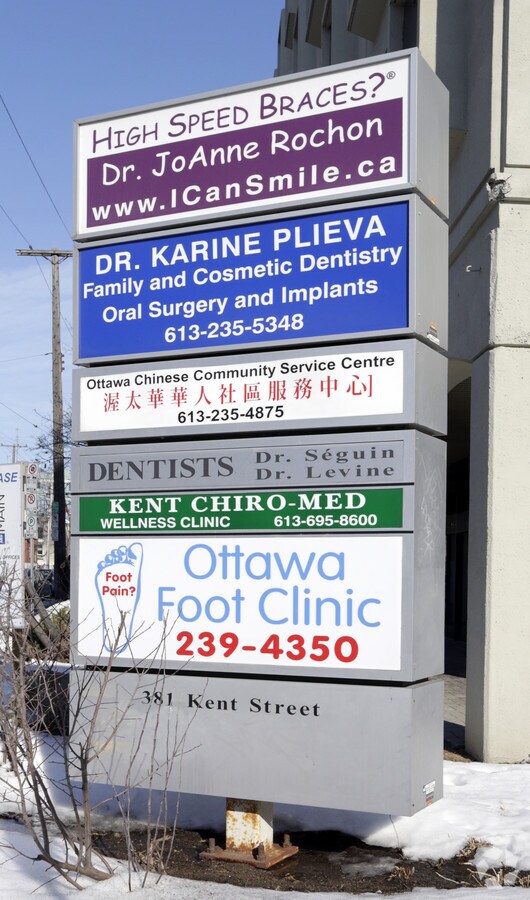 HIGH SPEED BRACES?®
Dr. JoAnne Rochon
www.ICanSmile.ca
DR. KARINE PLIEVA
Family and Cosmetic Dentistry
Oral Surgery and Implants
613-235-5348
Ottawa Chinese Community Service Centre
渥太華華人社區服務中心]
613-235-4875
DENTISTS Dr. Séguin
Dr. Levine
KENT CHIRO-MED
WELLNESS CLINIC 613-695-8600
Foot
Pain?
Ottawa
Foot Clinic
239-4350
381 Kent Street